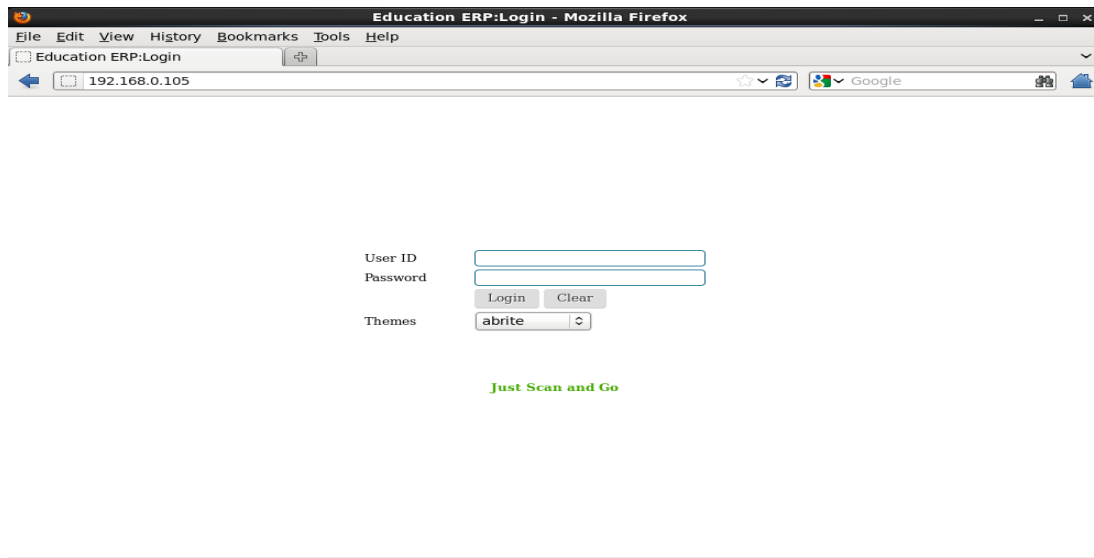 Education ERP:Login - Mozilla Firefox
File Edit View History Bookmarks Tools Help
Education ERP:Login
192.168.0.105 Google
User ID
Password
Login Clear
Themes abrite
Just Scan and Go